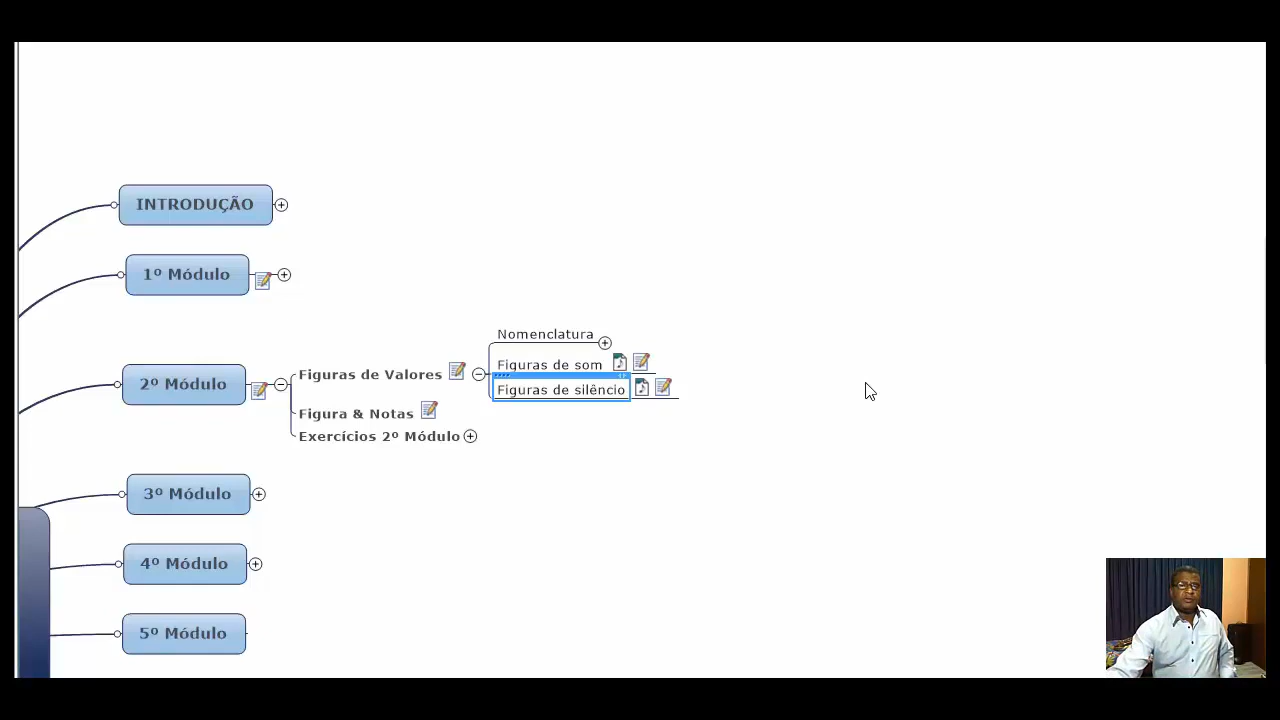 INTRODUÇÃO
1º Módulo
2º Módulo
Figuras de Valores
Nomenclatura
Figuras de som
Figuras de silêncio
Figura & Notas
Exercícios 2º Módulo
3º Módulo
4º Módulo
5º Módulo